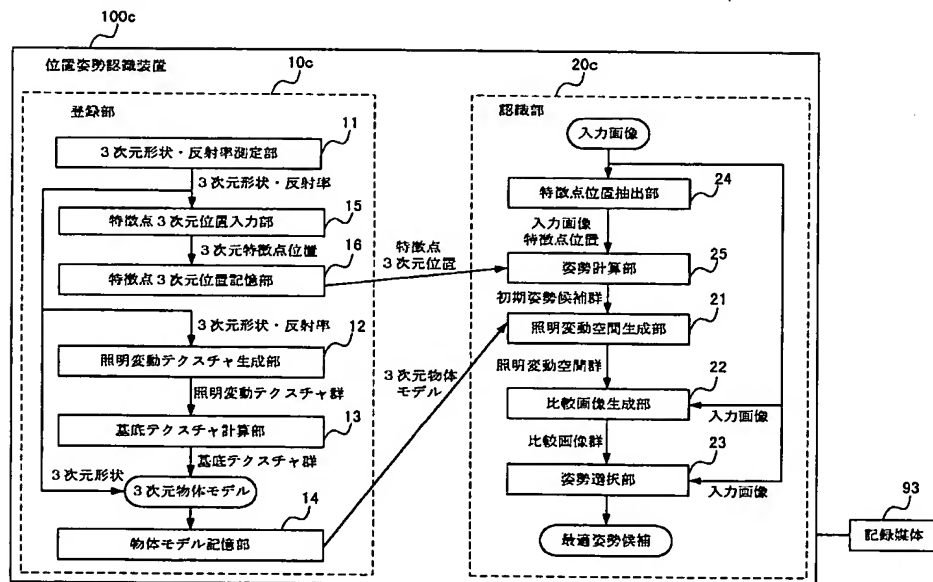 100c
位置姿勢認識装置
10c
登録部
11
3次元形状・反射率測定部
3次元形状・反射率
15
特徴点3次元位置入力部
3次元特徴点位置
16
特徴点3次元位置記憶部
3次元形状・反射率
12
照明変動テクスチャ生成部
照明変動テクスチャ群
13
基底テクスチャ計算部
基底テクスチャ群
3次元形状
3次元物体モデル
14
物体モデル記憶部
特徴点
3次元位置
3次元物体
モデル
20c
認識部
入力画像
24
特徴点位置抽出部
入力画像
特徴点位置
25
姿勢計算部
初期姿勢候補群
21
照明変動空間生成部
照明変動空間群
22
比較画像生成部
入力画像
比較画像群
23
姿勢選択部
入力画像
最適姿勢候補
93
記録媒体